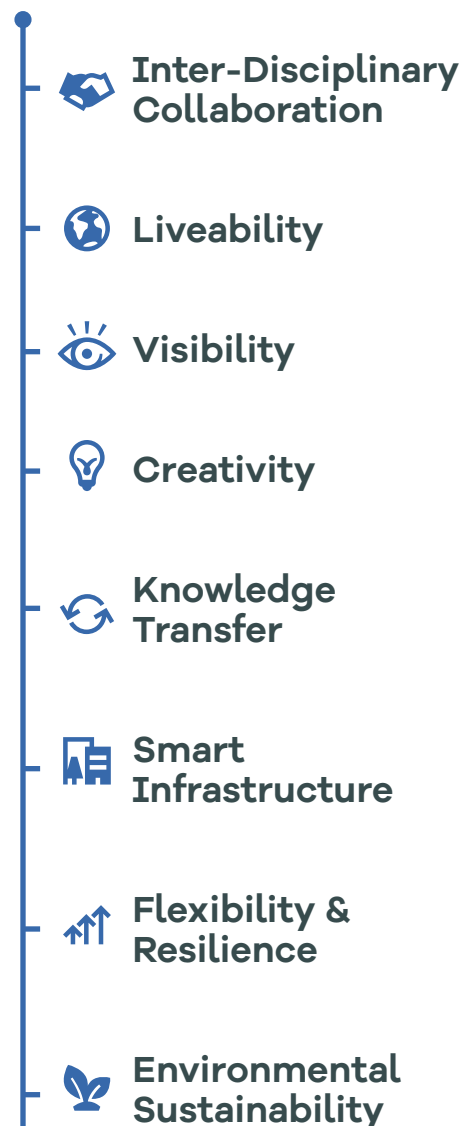 Inter-Disciplinary
Collaboration
Liveability
Visibility
Creativity
Knowledge
Transfer
Smart
Infrastructure
Flexibility &
Resilience
Environmental
Sustainability